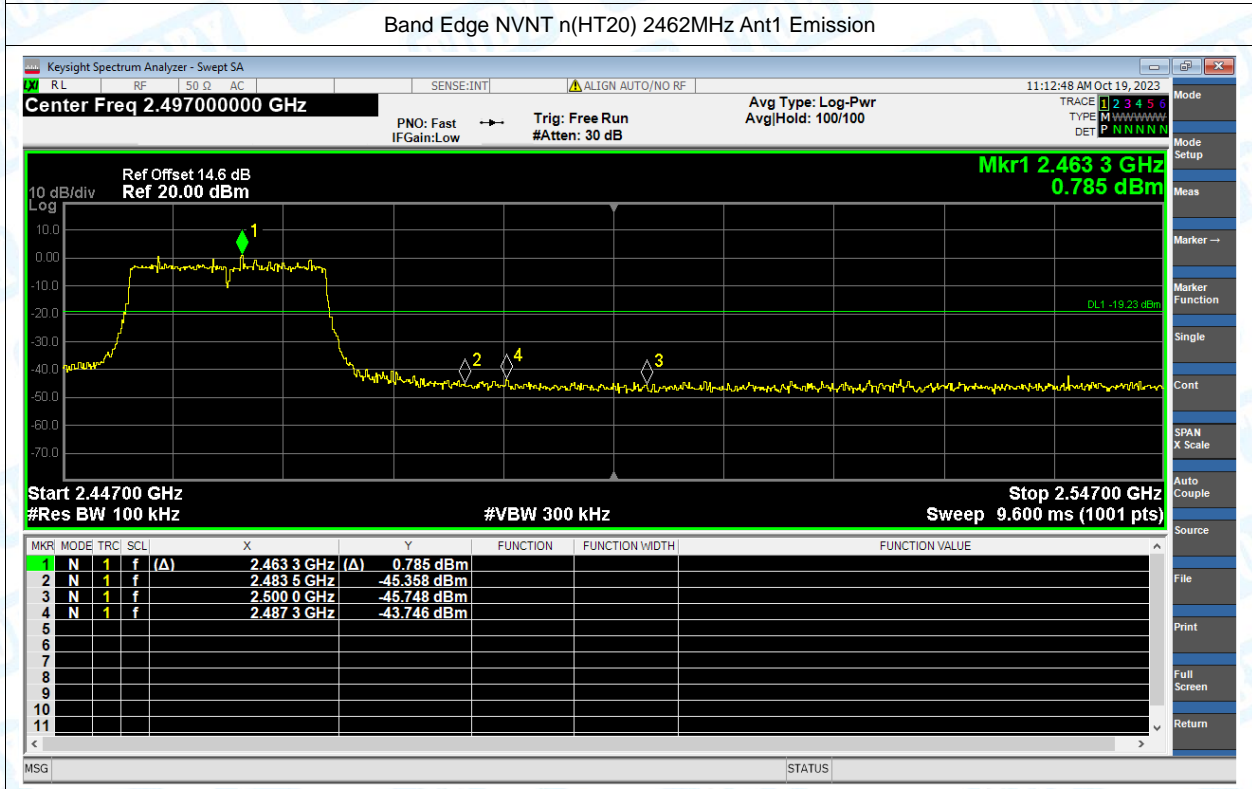 Band Edge NVNT n(HT20) 2462MHz Ant1 Emission
Keysight Spectrum Analyzer - Swept SA
LXI RL RF 50 Ω AC SENSE:INT ALIGN AUTO/NO RF 11:12:48 AM Oct 19, 2023
Center Freq 2.497000000 GHz
PNO: Fast
IFGain:Low
Trig: Free Run
#Atten: 30 dB
Avg Type: Log-Pwr
Avg|Hold: 100/100
TRACE 1 2 3 4 5 6
TYPE M WWWWW
DET P N N N N N
Mkr1 2.463 3 GHz
0.785 dBm
Ref Offset 14.6 dB
10 dB/div Ref 20.00 dBm
Log
10.0
0.00
-10.0
-20.0
-30.0
-40.0
-50.0
-60.0
-70.0
1
2
4
3
DL1 -19.23 dBm
Start 2.44700 GHz Stop 2.54700 GHz
#Res BW 100 kHz #VBW 300 kHz Sweep 9.600 ms (1001 pts)
MKR MODE TRC SCL X Y FUNCTION FUNCTION WIDTH FUNCTION VALUE
1 N 1 f (Δ) 2.463 3 GHz (Δ) 0.785 dBm
2 N 1 f 2.483 5 GHz -45.358 dBm
3 N 1 f 2.500 0 GHz -45.748 dBm
4 N 1 f 2.487 3 GHz -43.746 dBm
5
6
7
8
9
10
11
MSG STATUS
Mode
Mode Setup
Meas
Marker →
Marker Function
Single
Cont
SPAN X Scale
Auto Couple
Source
File
Print
Full Screen
Return